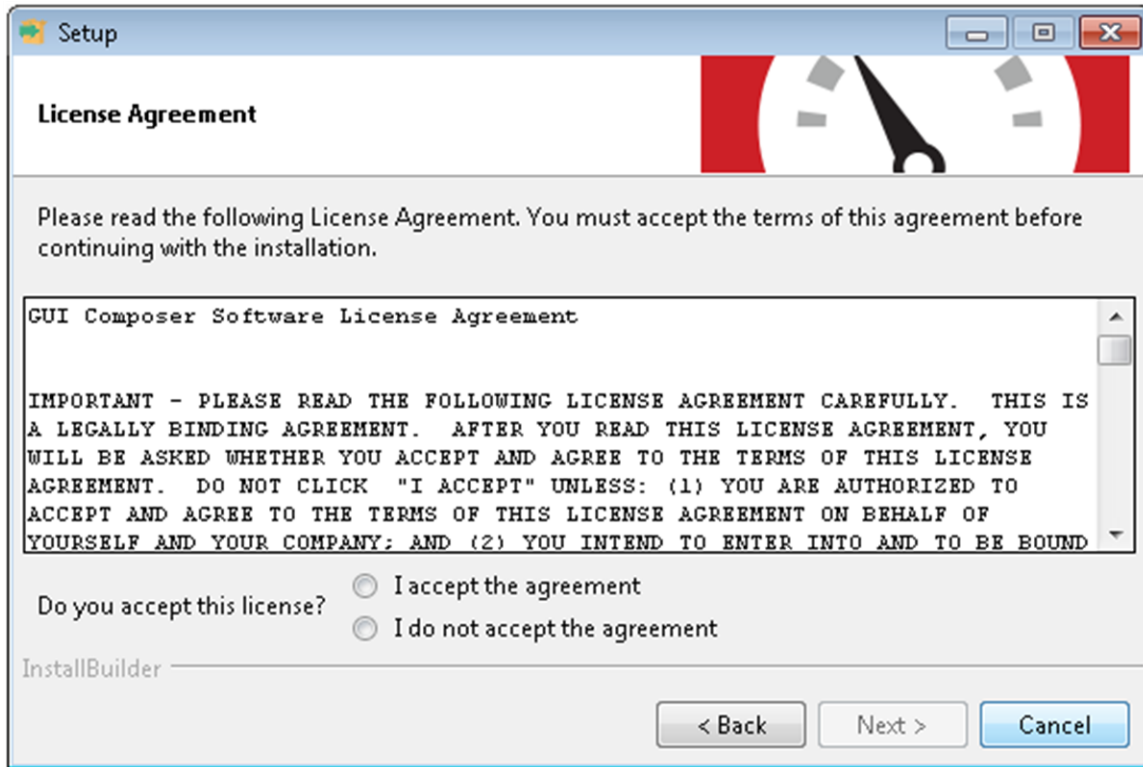 Setup
License Agreement
Please read the following License Agreement. You must accept the terms of this agreement before
continuing with the installation.
GUI Composer Software License Agreement
IMPORTANT - PLEASE READ THE FOLLOWING LICENSE AGREEMENT CAREFULLY.  THIS IS
A LEGALLY BINDING AGREEMENT.  AFTER YOU READ THIS LICENSE AGREEMENT, YOU
WILL BE ASKED WHETHER YOU ACCEPT AND AGREE TO THE TERMS OF THIS LICENSE
AGREEMENT.  DO NOT CLICK  "I ACCEPT" UNLESS: (1) YOU ARE AUTHORIZED TO
ACCEPT AND AGREE TO THE TERMS OF THIS LICENSE AGREEMENT ON BEHALF OF
YOURSELF AND YOUR COMPANY; AND (2) YOU INTEND TO ENTER INTO AND TO BE BOUND
Do you accept this license?
I accept the agreement
I do not accept the agreement
InstallBuilder
< Back
Next >
Cancel